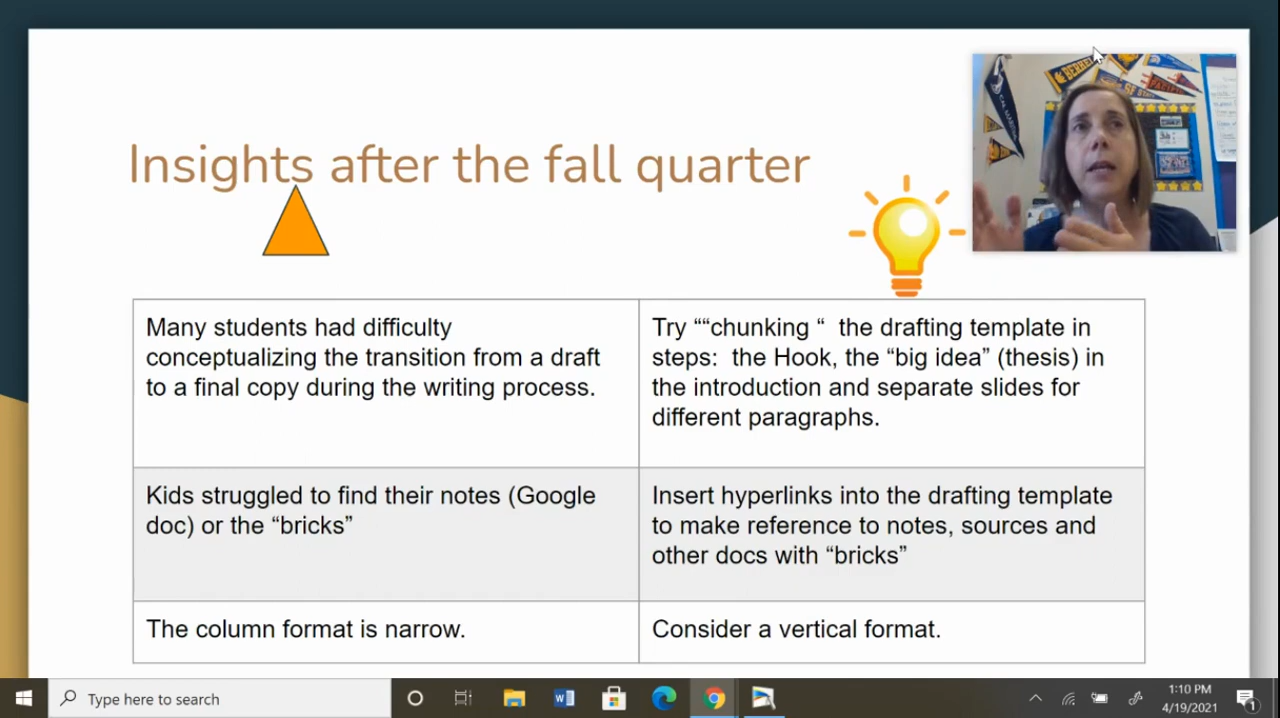 Insights after the fall quarter
BERKEL
Many students had difficulty
conceptualizing the transition from a draft
to a final copy during the writing process.
Try ““chunking “ the drafting template in
steps: the Hook, the “big idea” (thesis) in
the introduction and separate slides for
different paragraphs.
Kids struggled to find their notes (Google
doc) or the “bricks”
Insert hyperlinks into the drafting template
to make reference to notes, sources and
other docs with “bricks”
The column format is narrow.
Consider a vertical format.
Type here to search
1:10 PM
4/19/2021
1